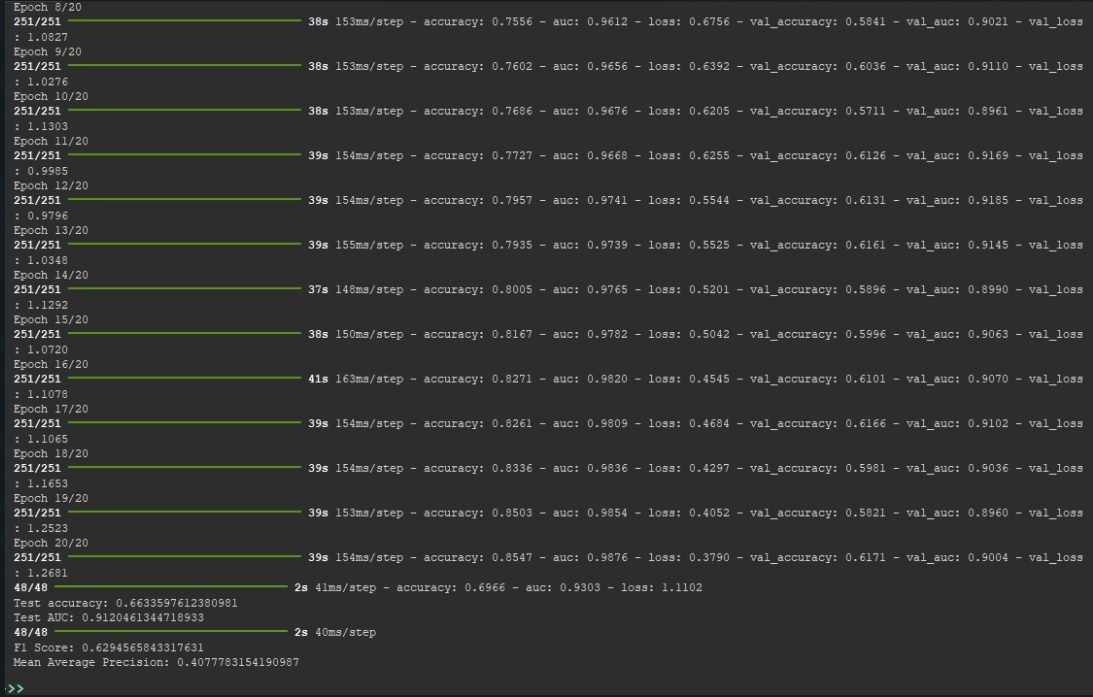 Epoch 8/20
251/251 38s 153ms/step - accuracy: 0.7556 - auc: 0.9612 - loss: 0.6756 - val_accuracy: 0.5841 - val_auc: 0.9021 - val_loss
: 1.0827
Epoch 9/20
251/251 38s 153ms/step - accuracy: 0.7602 - auc: 0.9656 - loss: 0.6392 - val_accuracy: 0.6036 - val_auc: 0.9110 - val_loss
: 1.0276
Epoch 10/20
251/251 38s 153ms/step - accuracy: 0.7686 - auc: 0.9676 - loss: 0.6205 - val_accuracy: 0.5711 - val_auc: 0.8961 - val_loss
: 1.1303
Epoch 11/20
251/251 39s 154ms/step - accuracy: 0.7727 - auc: 0.9668 - loss: 0.6255 - val_accuracy: 0.6126 - val_auc: 0.9169 - val_loss
: 0.9985
Epoch 12/20
251/251 39s 154ms/step - accuracy: 0.7957 - auc: 0.9741 - loss: 0.5544 - val_accuracy: 0.6131 - val_auc: 0.9185 - val_loss
: 0.9796
Epoch 13/20
251/251 39s 155ms/step - accuracy: 0.7935 - auc: 0.9739 - loss: 0.5525 - val_accuracy: 0.6161 - val_auc: 0.9145 - val_loss
: 1.0348
Epoch 14/20
251/251 37s 148ms/step - accuracy: 0.8005 - auc: 0.9765 - loss: 0.5201 - val_accuracy: 0.5896 - val_auc: 0.8990 - val_loss
: 1.1292
Epoch 15/20
251/251 38s 150ms/step - accuracy: 0.8167 - auc: 0.9782 - loss: 0.5042 - val_accuracy: 0.5996 - val_auc: 0.9063 - val_loss
: 1.0720
Epoch 16/20
251/251 41s 163ms/step - accuracy: 0.8271 - auc: 0.9820 - loss: 0.4545 - val_accuracy: 0.6101 - val_auc: 0.9070 - val_loss
: 1.1078
Epoch 17/20
251/251 39s 154ms/step - accuracy: 0.8261 - auc: 0.9809 - loss: 0.4684 - val_accuracy: 0.6166 - val_auc: 0.9102 - val_loss
: 1.1065
Epoch 18/20
251/251 39s 154ms/step - accuracy: 0.8336 - auc: 0.9836 - loss: 0.4297 - val_accuracy: 0.5981 - val_auc: 0.9036 - val_loss
: 1.1653
Epoch 19/20
251/251 39s 153ms/step - accuracy: 0.8503 - auc: 0.9854 - loss: 0.4052 - val_accuracy: 0.5821 - val_auc: 0.8960 - val_loss
: 1.2523
Epoch 20/20
251/251 39s 154ms/step - accuracy: 0.8547 - auc: 0.9876 - loss: 0.3790 - val_accuracy: 0.6171 - val_auc: 0.9004 - val_loss
: 1.2681
48/48 2s 41ms/step - accuracy: 0.6966 - auc: 0.9303 - loss: 1.1102
Test accuracy: 0.6633597612380981
Test AUC: 0.9120461344718933
48/48 2s 40ms/step
F1 Score: 0.6294565843317631
Mean Average Precision: 0.4077783154190987
>>